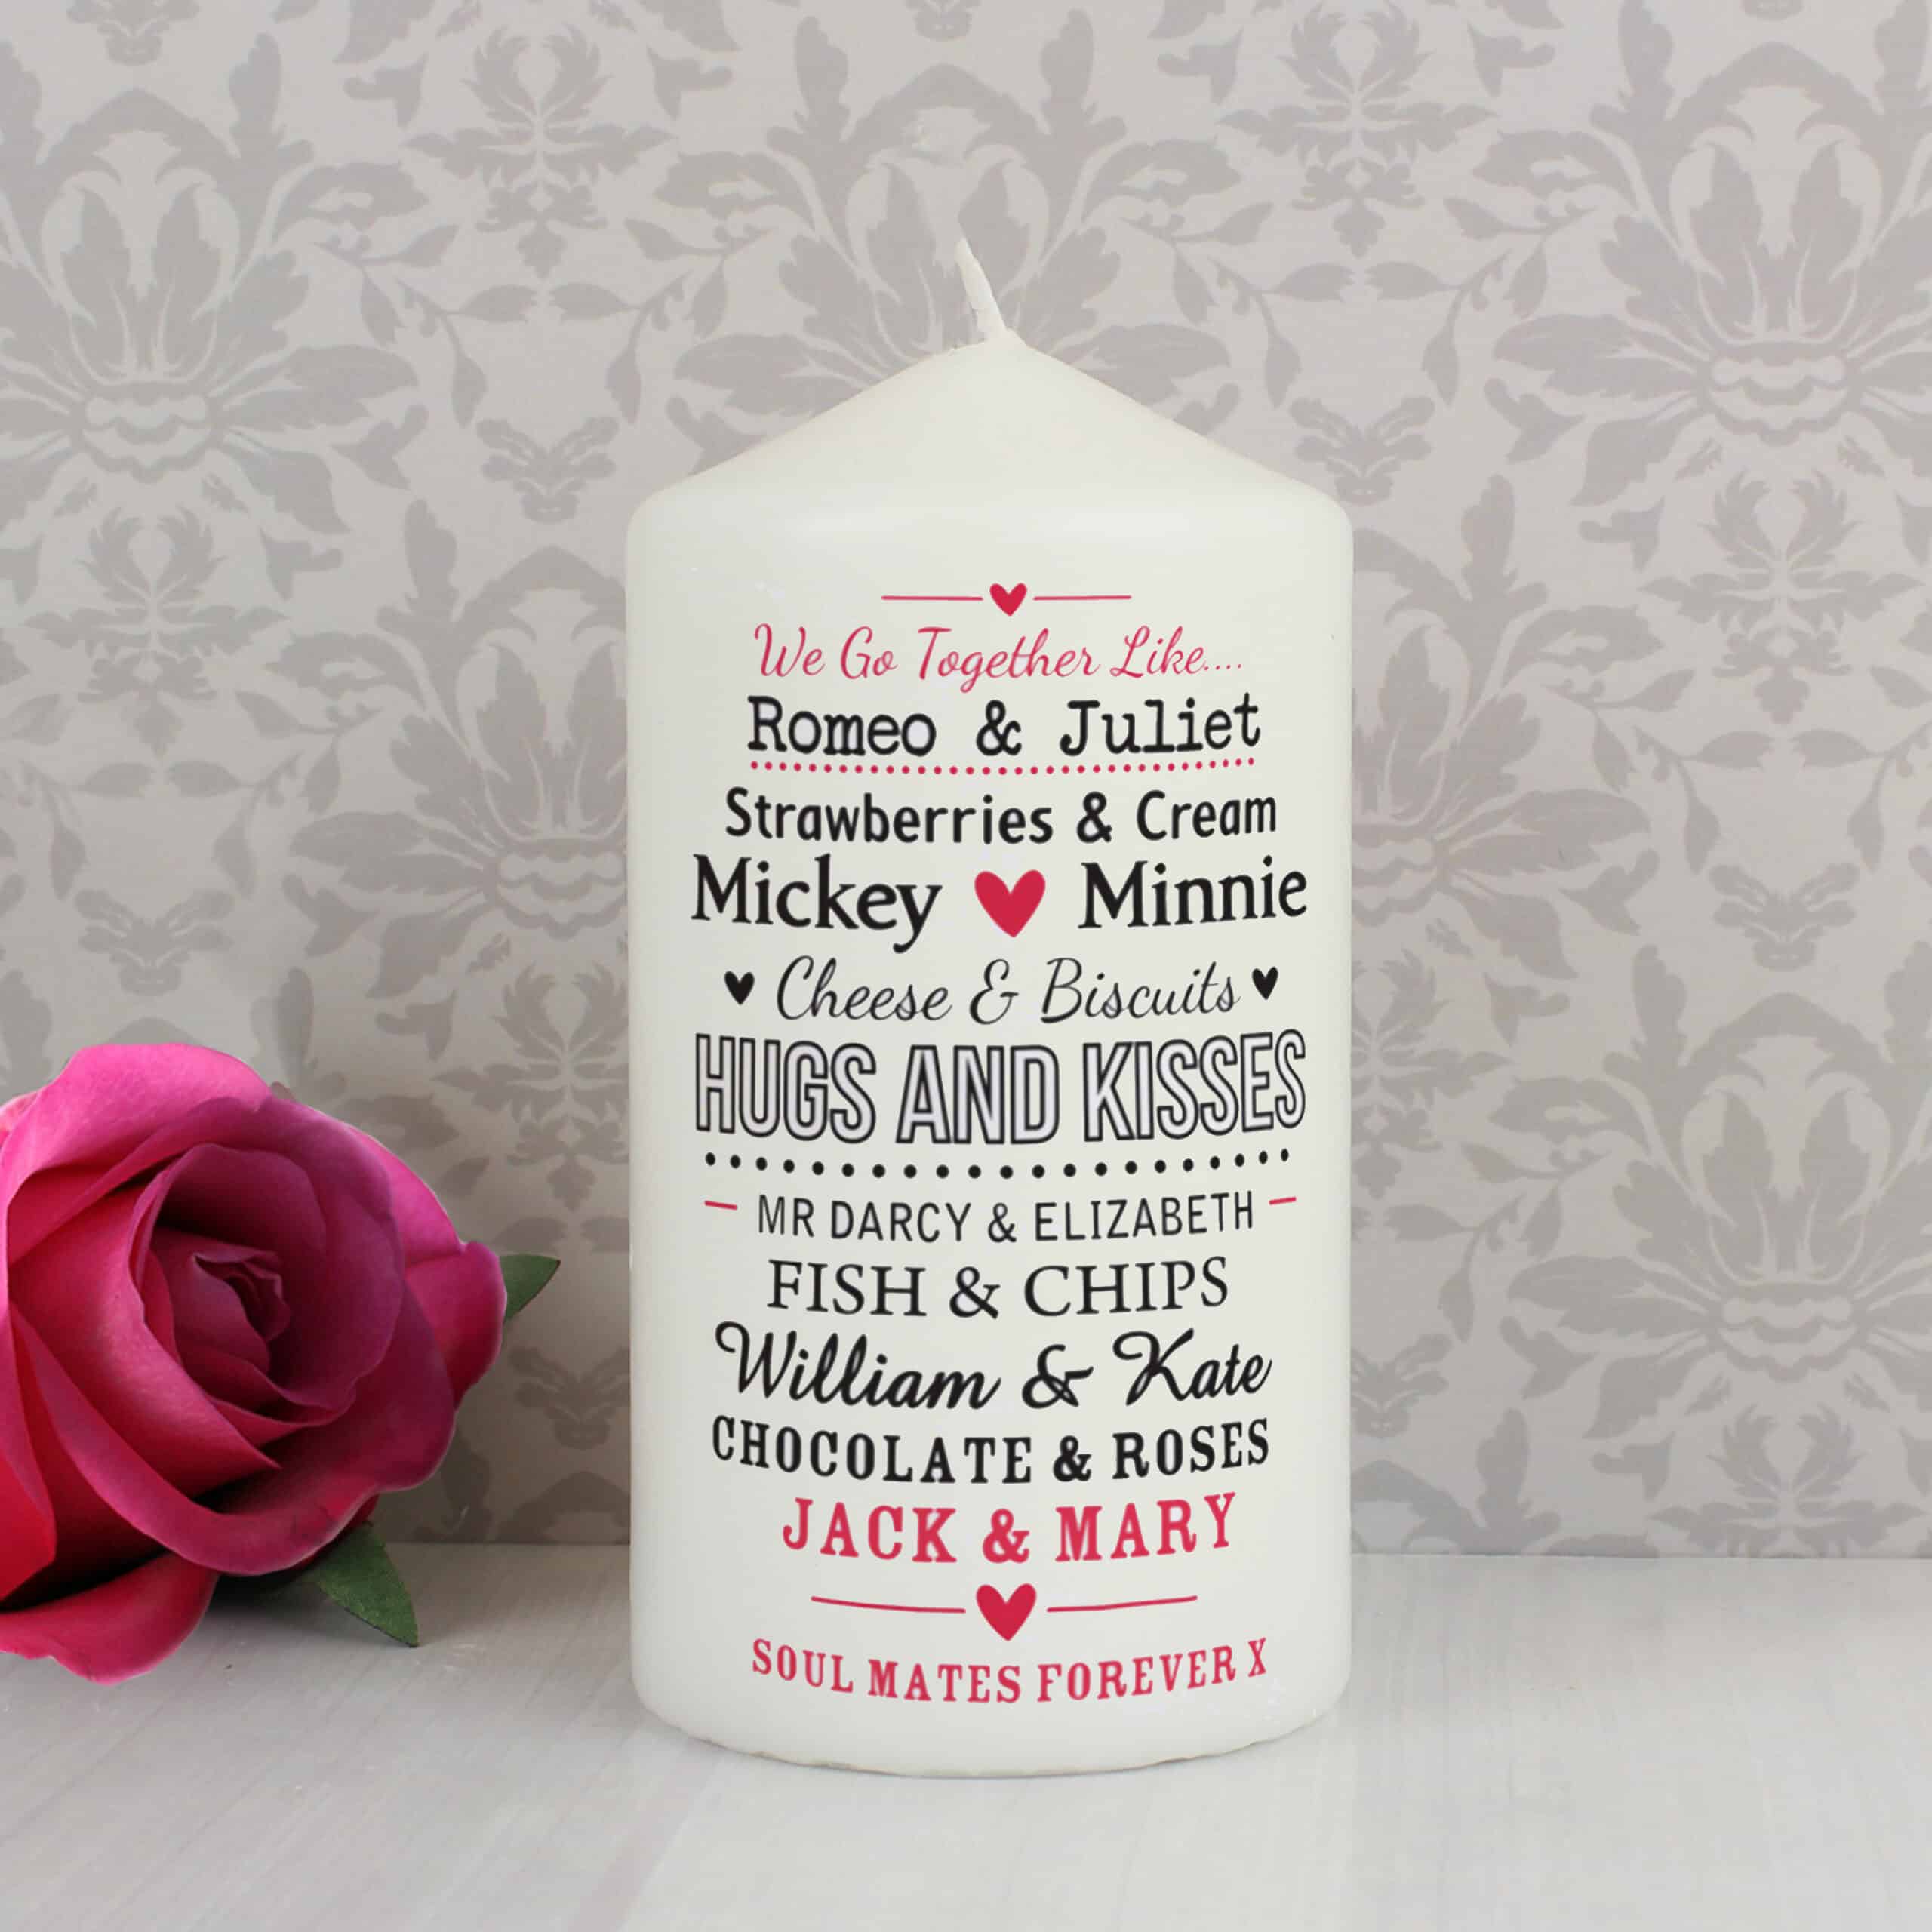 We Go Together Like....
Romeo & Juliet
Strawberries & Cream
Mickey ♥ Minnie
♥ Cheese & Biscuits ♥
HUGS AND KISSES
MR DARCY & ELIZABETH
FISH & CHIPS
William & Kate
CHOCOLATE & ROSES
JACK & MARY
SOUL MATES FOREVER X